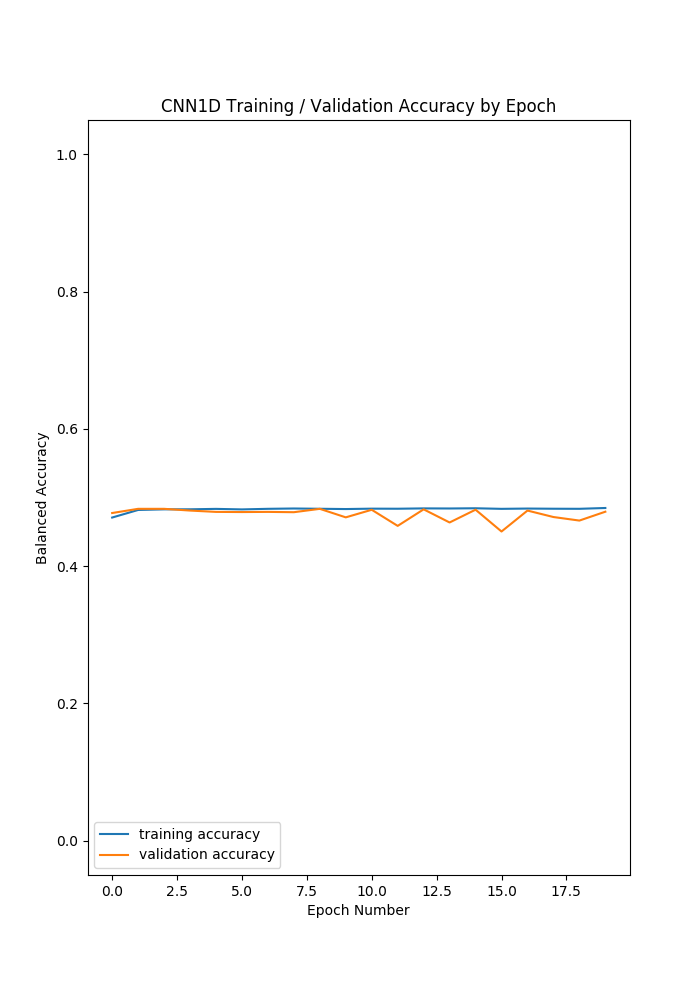 CNN1D Training / Validation Accuracy by Epoch
1.0
0.8
0.6
0.4
0.2
0.0
Balanced Accuracy
training accuracy
validation accuracy
0.0 2.5 5.0 7.5 10.0 12.5 15.0 17.5
Epoch Number